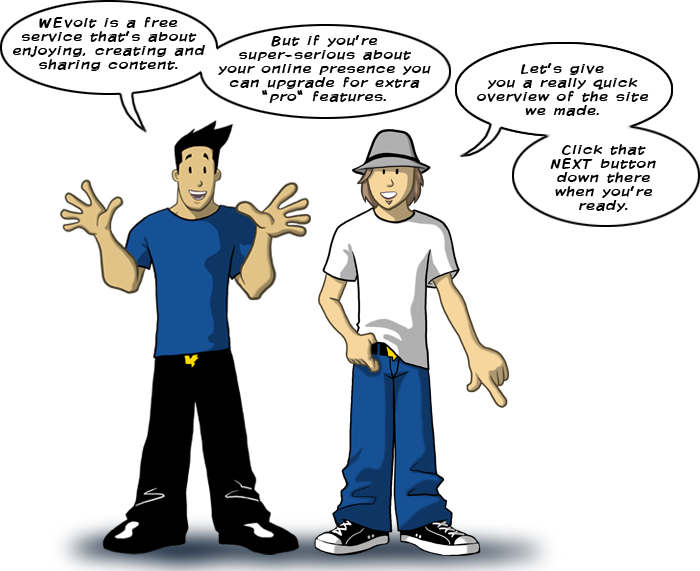 WEvolt is a free
service that's about
enjoying, creating and
sharing content.
But if you're
super-serious about
your online presence you
can upgrade for extra
"pro" features.
Let's give
you a really quick
overview of the site
we made.
Click that
NEXT button
down there
when you're
ready.